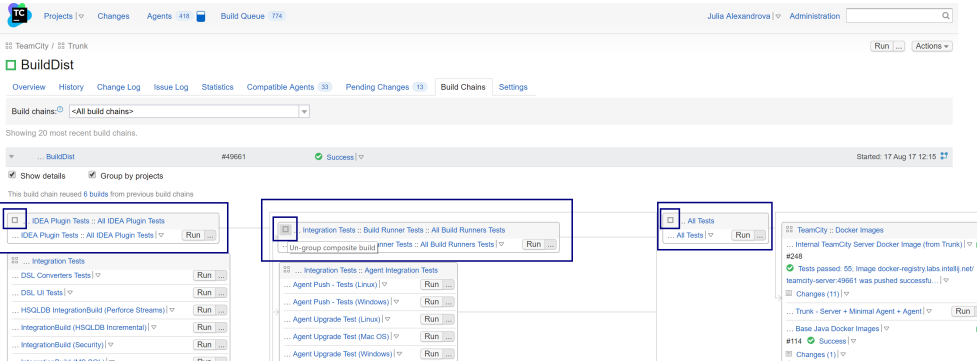 TC
Projects Changes Agents 418 Build Queue 774 Julia Alexandrova Administration
TeamCity / Trunk Run ... Actions
BuildDist
Overview History Change Log Issue Log Statistics Compatible Agents 33 Pending Changes 13 Build Chains Settings
Build chains: <All build chains>
Showing 20 most recent build chains.
... BuildDist #49661 Success Started: 17 Aug 17 12:15
Show details Group by projects
This build chain reused 6 builds from previous build chains
... IDEA Plugin Tests :: All IDEA Plugin Tests
... IDEA Plugin Tests :: All IDEA Plugin Tests Run ...
... Integration Tests
... DSL Converters Tests Run ...
... DSL UI Tests Run ...
... HSQLDB IntegrationBuild (Perforce Streams) Run ...
... IntegrationBuild (HSQLDB Incremental) Run ...
... IntegrationBuild (Security) Run ...
... Integration Tests :: Build Runner Tests :: All Build Runners Tests
Un-group composite build nner Tests :: All Build Runners Tests Run ...
... Integration Tests :: Agent Integration Tests
... Agent Push - Tests (Linux) Run ...
... Agent Push - Tests (Windows) Run ...
... Agent Upgrade Test (Linux) Run ...
... Agent Upgrade Test (Mac OS) Run ...
... Agent Upgrade Test (Windows) Run ...
... All Tests
... All Tests Run ...
TeamCity :: Docker Images
... Internal TeamCity Server Docker Image (from Trunk)
#248
Tests passed: 55; Image docker-registry.labs.intellij.net/
teamcity-server:49661 was pushed successfu...
Changes (11)
... Trunk - Server + Minimal Agent + Agent Run
... Base Java Docker Images
#114 Success
Changes (1)